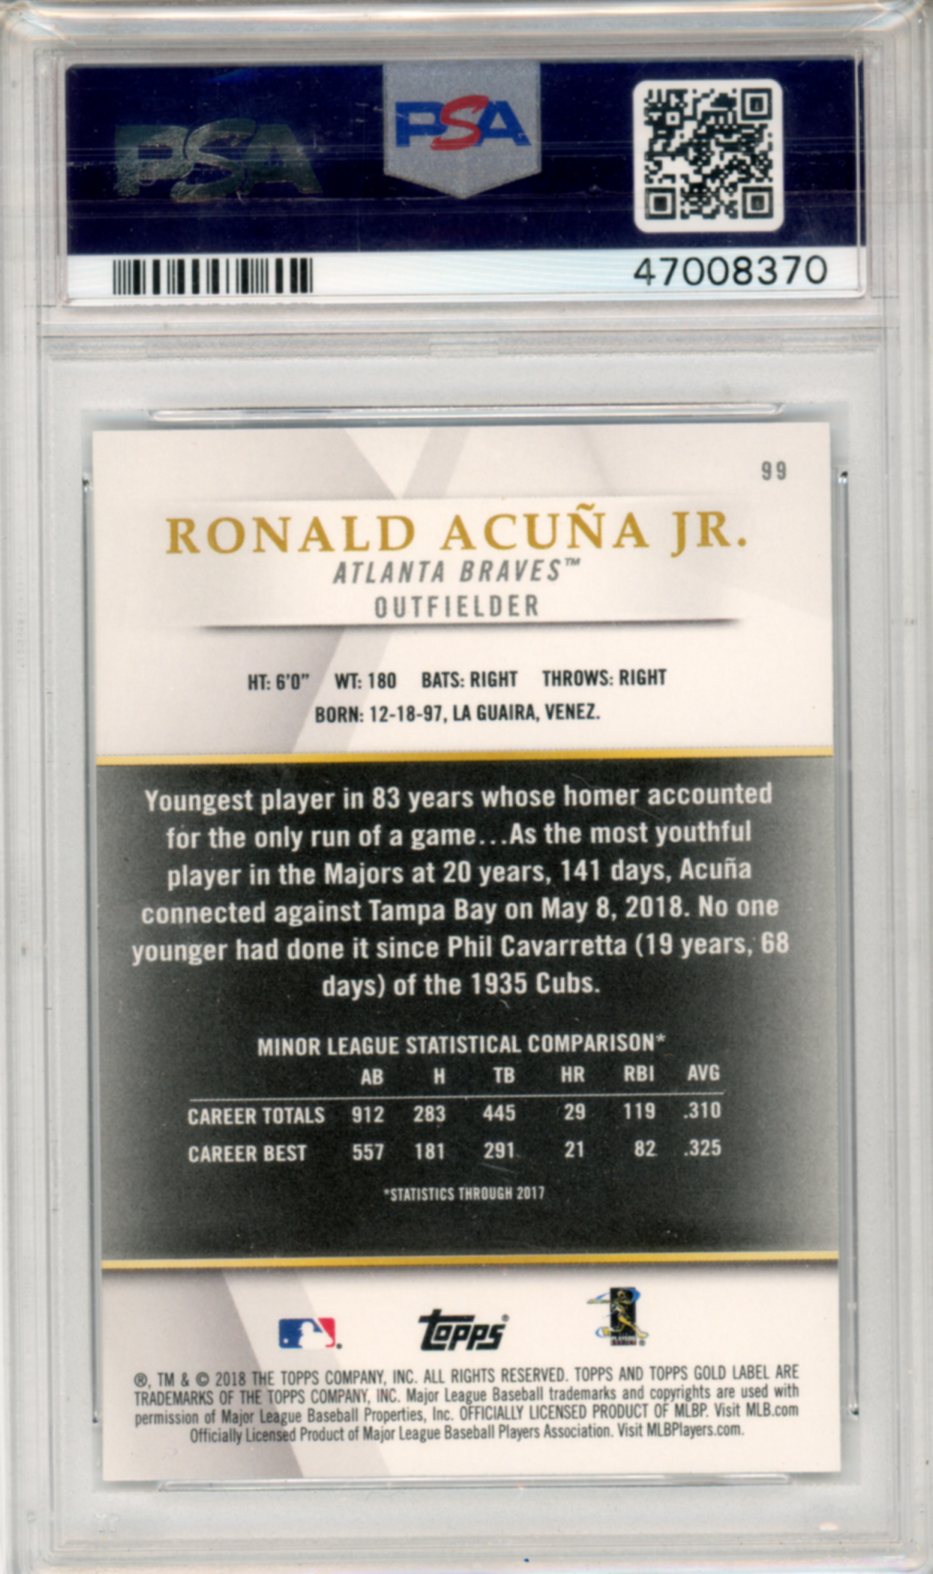 PSA PSA
47008370
99
RONALD ACUÑA JR.
ATLANTA BRAVES™
OUTFIELDER
HT: 6'0" WT: 180 BATS: RIGHT THROWS: RIGHT
BORN: 12-18-97, LA GUAIRA, VENEZ.
Youngest player in 83 years whose homer accounted
for the only run of a game...As the most youthful
player in the Majors at 20 years, 141 days, Acuña
connected against Tampa Bay on May 8, 2018. No one
younger had done it since Phil Cavarretta (19 years, 68
days) of the 1935 Cubs.
MINOR LEAGUE STATISTICAL COMPARISON*
AB H TB HR RBI AVG
CAREER TOTALS 912 283 445 29 119 .310
CAREER BEST 557 181 291 21 82 .325
*STATISTICS THROUGH 2017
topps®
®, TM & © 2018 THE TOPPS COMPANY, INC. ALL RIGHTS RESERVED. TOPPS AND TOPPS GOLD LABEL ARE
TRADEMARKS OF THE TOPPS COMPANY, INC. Major League Baseball trademarks and copyrights are used with
permission of Major League Baseball Properties, Inc. OFFICIALLY LICENSED PRODUCT OF MLBP. Visit MLB.com
Officially Licensed Product of Major League Baseball Players Association. Visit MLBPlayers.com.